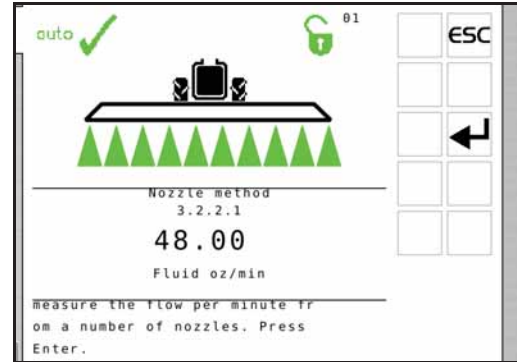 auto
01
ESC
Nozzle method
3.2.2.1
48.00
Fluid oz/min
measure the flow per minute fr
om a number of nozzles. Press
Enter.